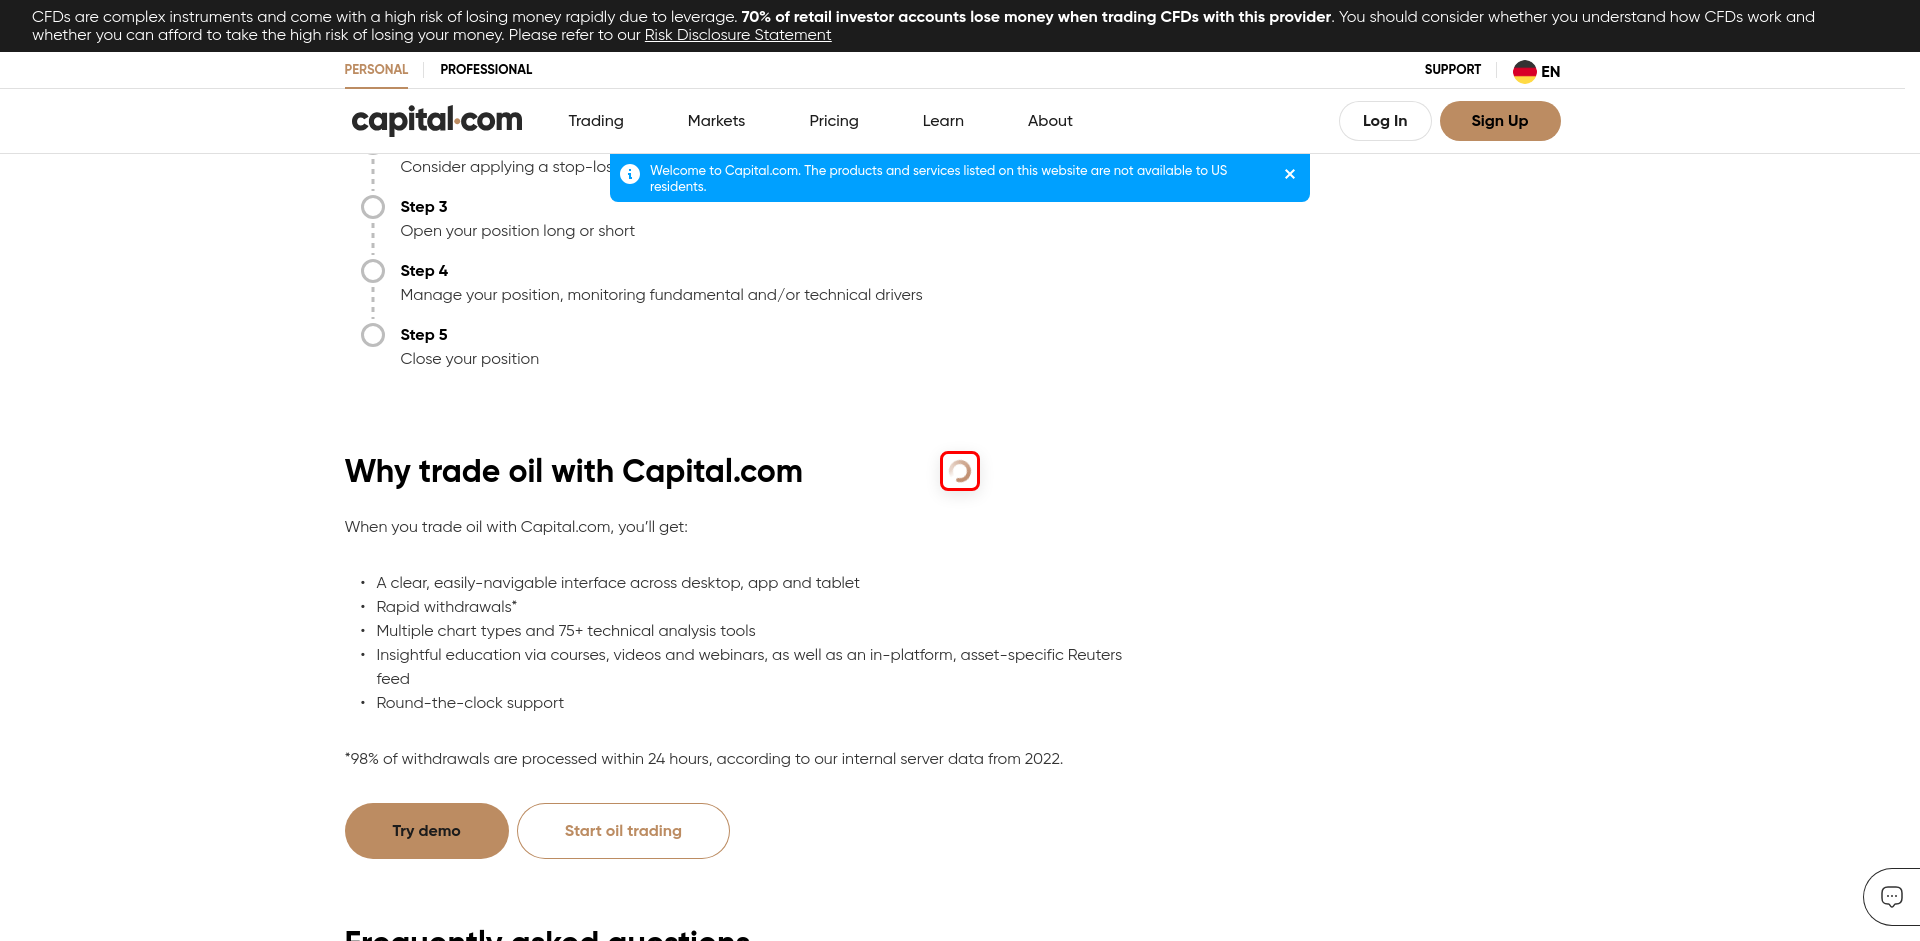 CFDs are complex instruments and come with a high risk of losing money rapidly due to leverage. 70% of retail investor accounts lose money when trading CFDs with this provider. You should consider whether you understand how CFDs work and
whether you can afford to take the high risk of losing your money. Please refer to our Risk Disclosure Statement
PERSONAL
PROFESSIONAL
SUPPORT
EN
capital.com
Trading
Markets
Pricing
Learn
About
Log In
Sign Up
Consider applying a stop-los
Welcome to Capital.com. The products and services listed on this website are not available to US
residents.
Step 3
Open your position long or short
Step 4
Manage your position, monitoring fundamental and/or technical drivers
Step 5
Close your position
Why trade oil with Capital.com
When you trade oil with Capital.com, you’ll get:
• A clear, easily-navigable interface across desktop, app and tablet
• Rapid withdrawals*
• Multiple chart types and 75+ technical analysis tools
• Insightful education via courses, videos and webinars, as well as an in-platform, asset-specific Reuters
feed
• Round-the-clock support
*98% of withdrawals are processed within 24 hours, according to our internal server data from 2022.
Try demo
Start oil trading
Frequently asked questions